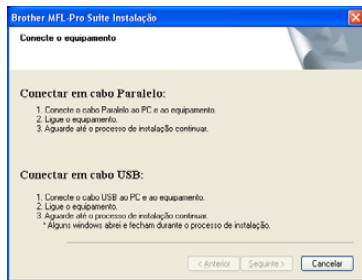 Brother MFL-Pro Suite Instalação
Conecte o equipamento
Conectar em cabo Paralelo:
1. Conecte o cabo Paralelo ao PC e ao equipamento.
2. Ligue o equipamento.
3. Aguarde até o processo de instalação continuar.
Conectar em cabo USB:
1. Conecte o cabo USB ao PC e ao equipamento.
2. Ligue o equipamento.
3. Aguarde até o processo de instalação continuar.
* Alguns windows abrei e fecham durante o processo de instalação.
< Anterior Seguinte > Cancelar